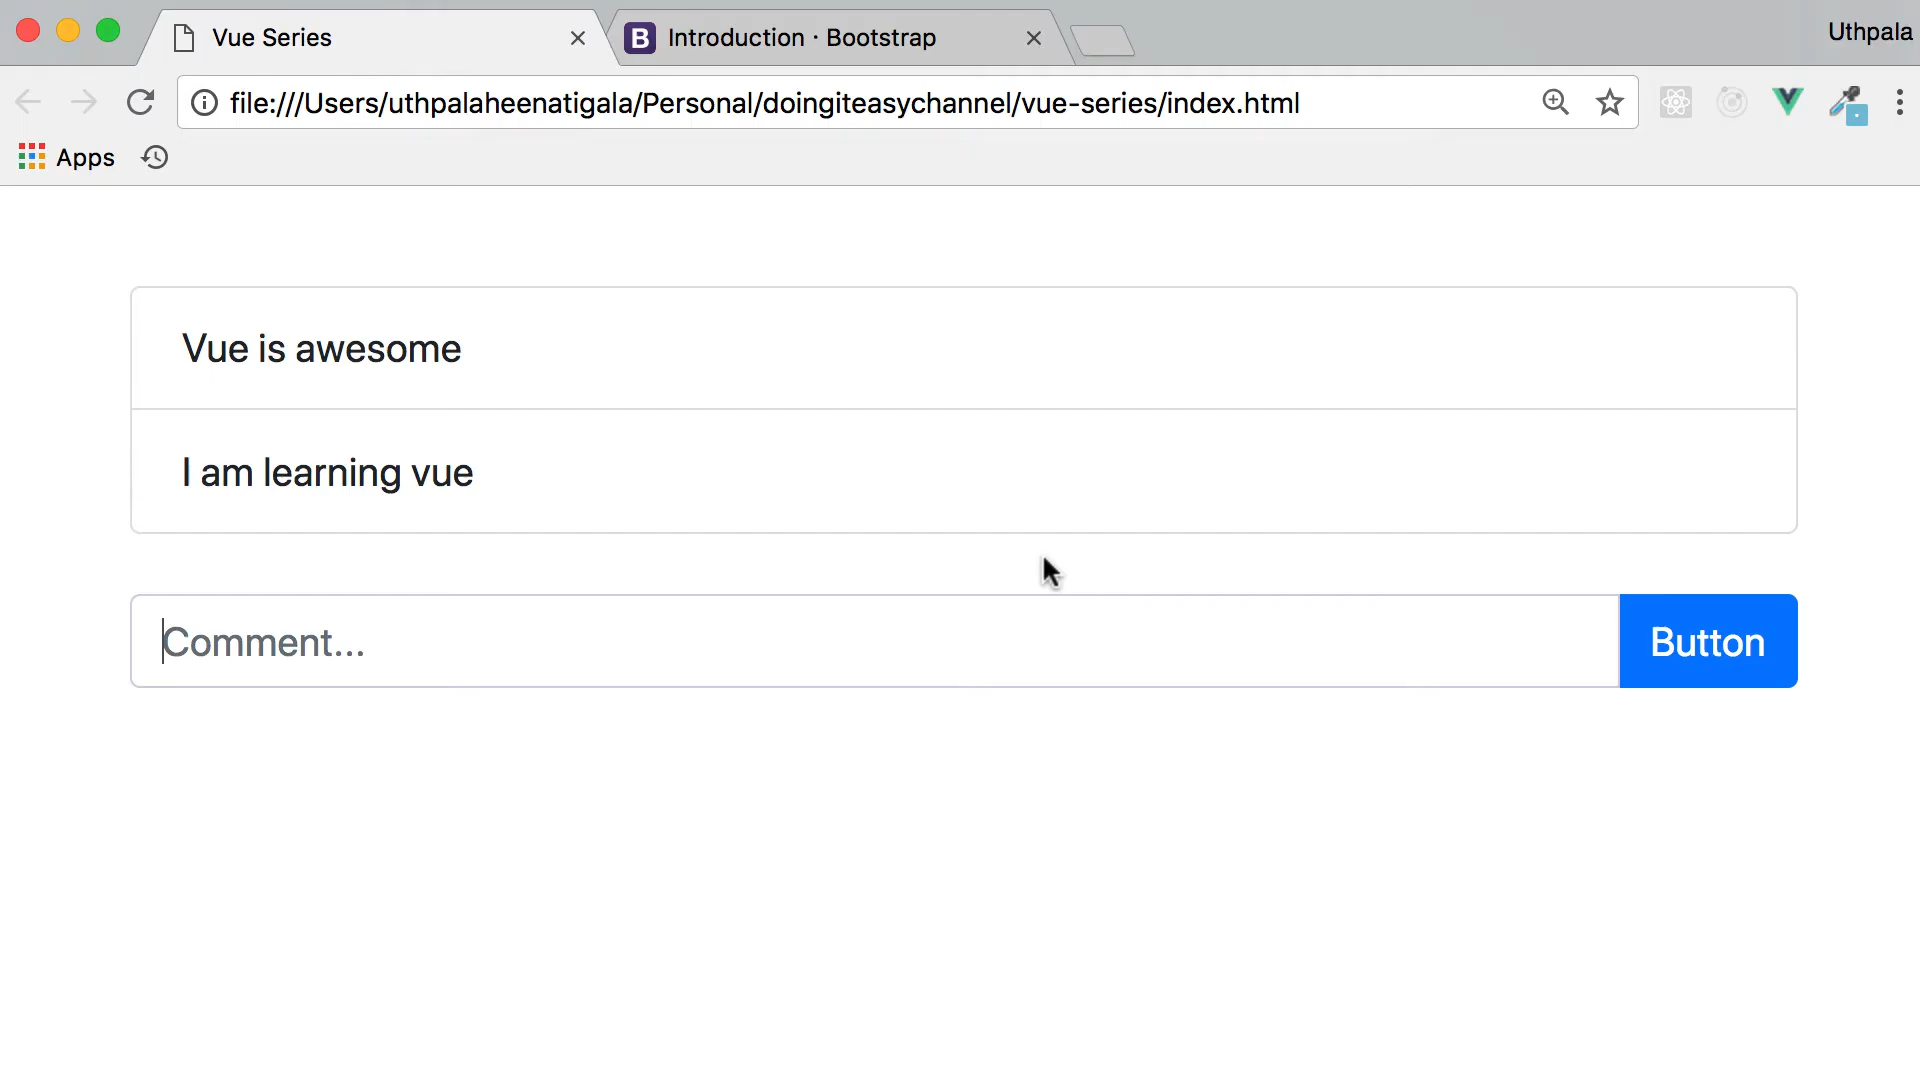 Vue Series
B Introduction · Bootstrap
Uthpala
file:///Users/uthpalaheenatigala/Personal/doingiteasychannel/vue-series/index.html
Apps
Vue is awesome
I am learning vue
Comment...
Button